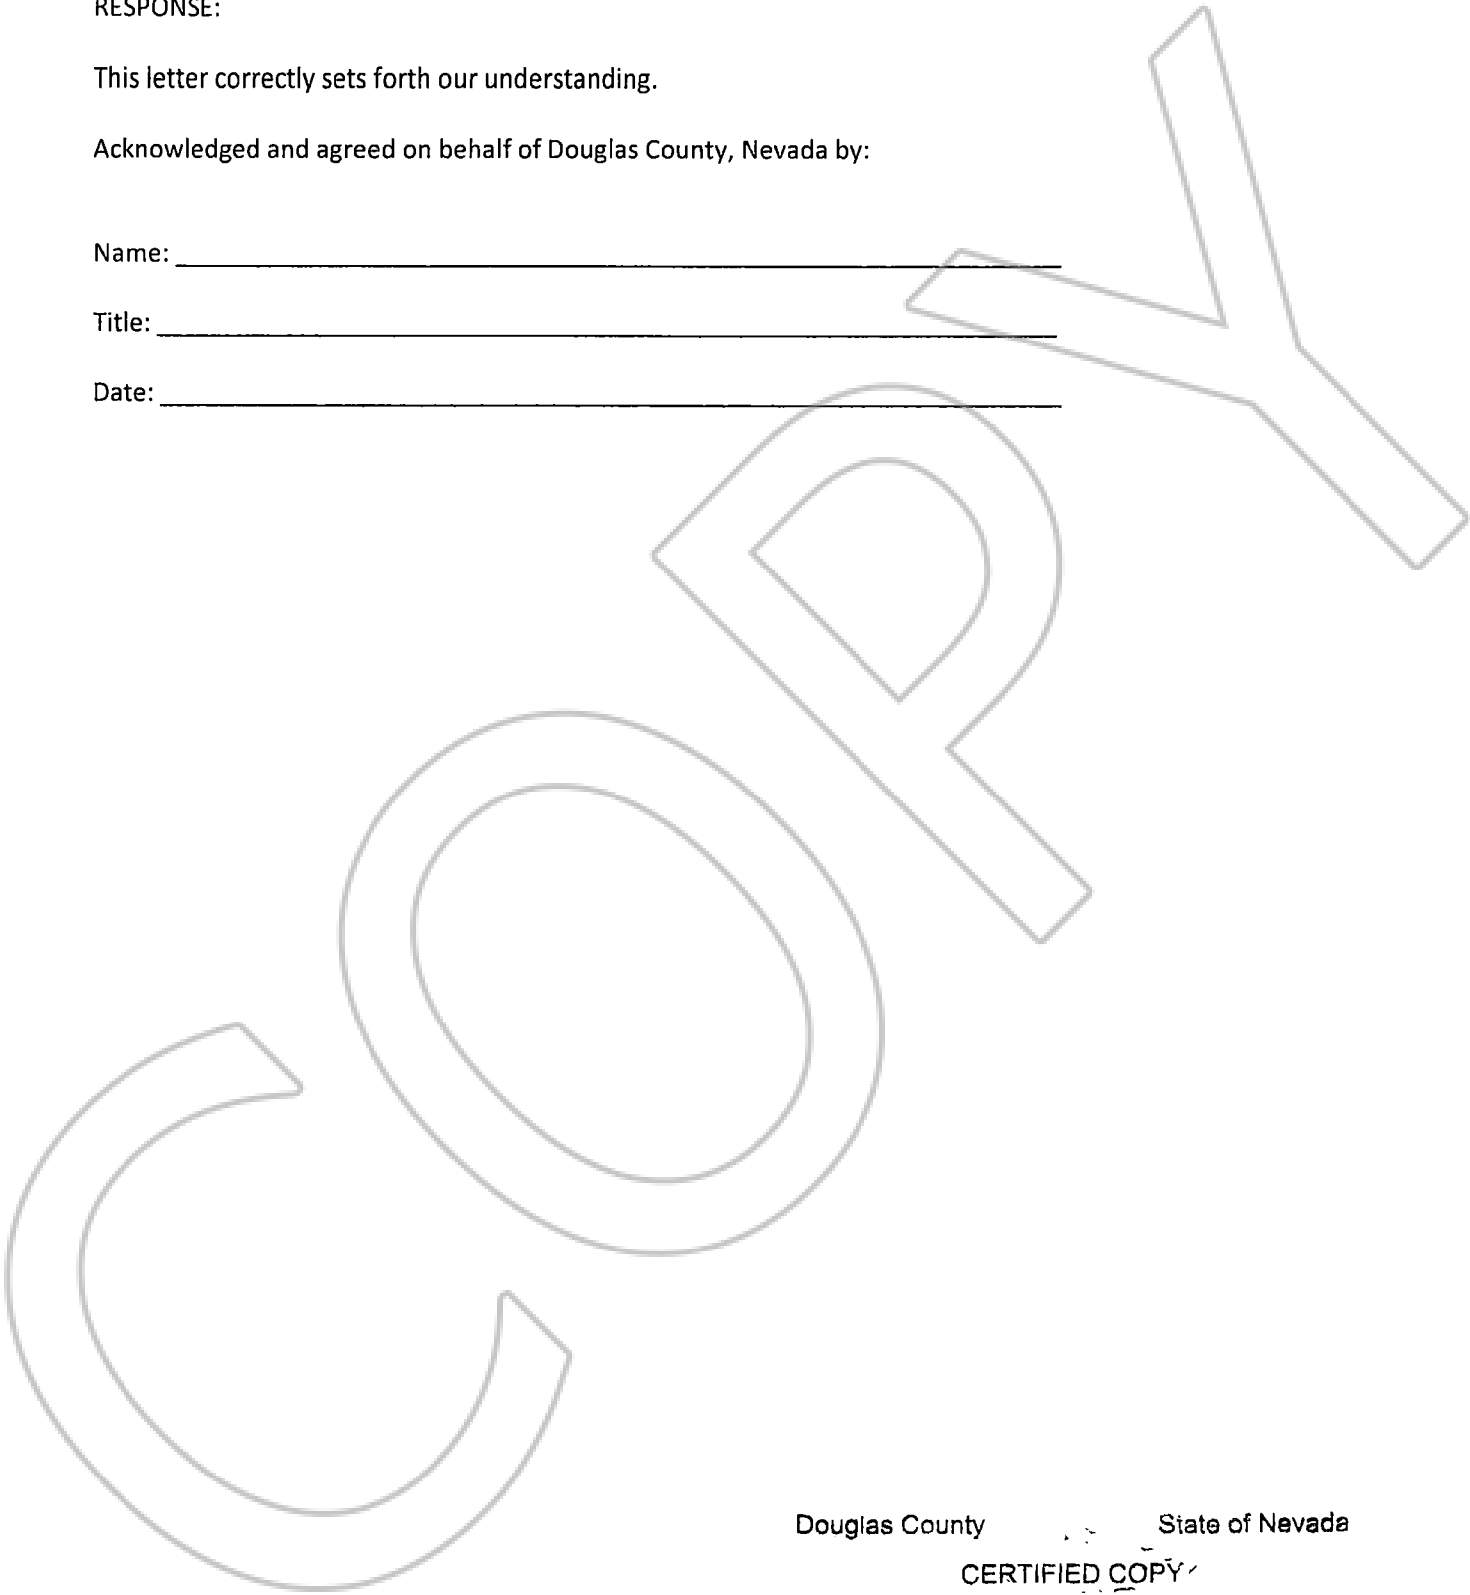 RESPONSE:
This letter correctly sets forth our understanding.
Acknowledged and agreed on behalf of Douglas County, Nevada by:
Name:
Title:
Date:
COPY
Douglas County State of Nevada
CERTIFIED COPY